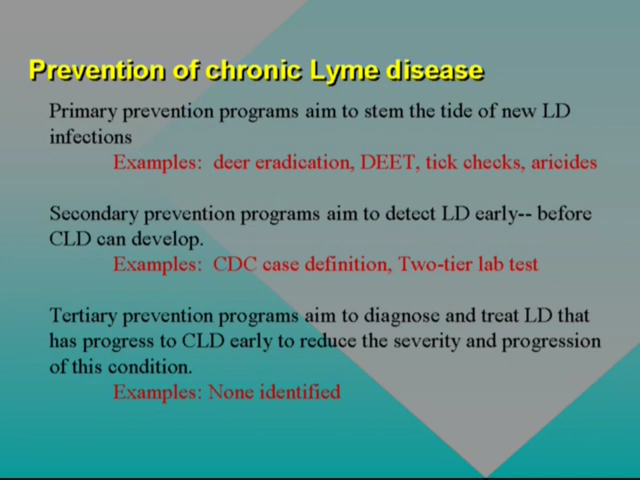 Prevention of chronic Lyme disease
Primary prevention programs aim to stem the tide of new LD
infections
Examples: deer eradication, DEET, tick checks, aricides
Secondary prevention programs aim to detect LD early-- before
CLD can develop.
Examples: CDC case definition, Two-tier lab test
Tertiary prevention programs aim to diagnose and treat LD that
has progress to CLD early to reduce the severity and progression
of this condition.
Examples: None identified